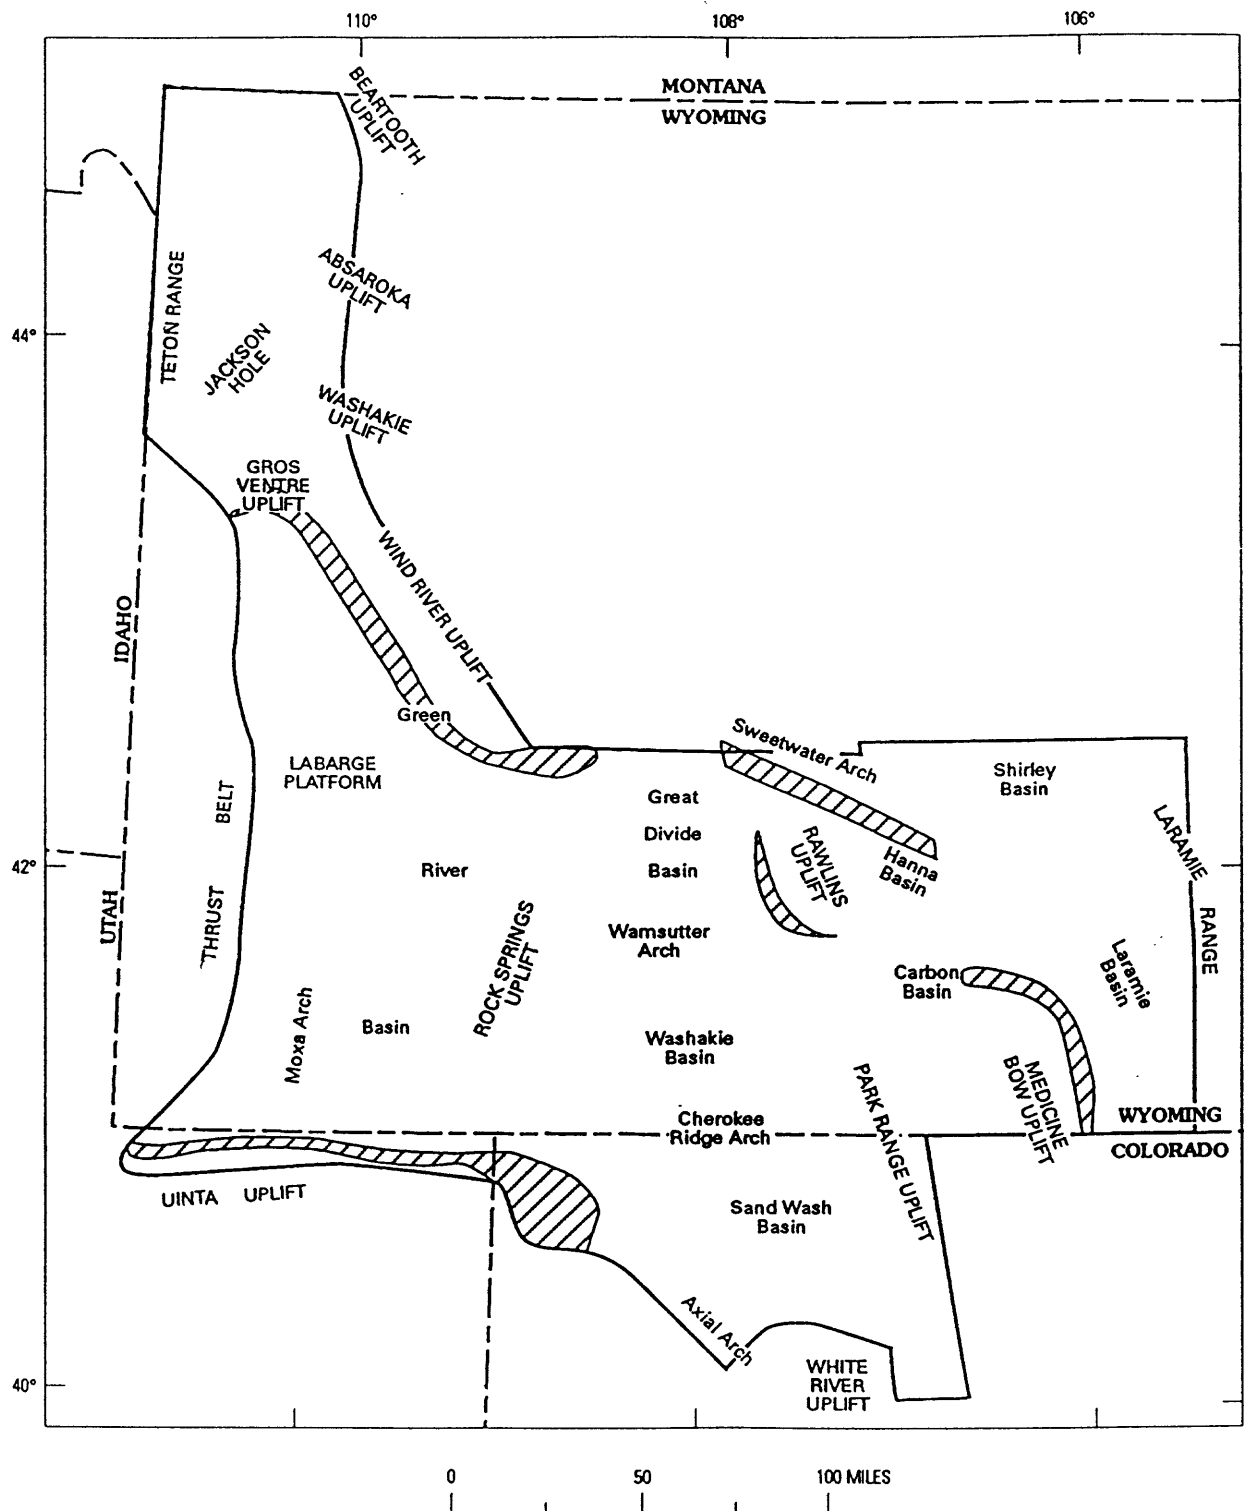 110°
108°
106°
MONTANA
WYOMING
BEARTOOTH
UPLIFT
ABSAROKA
UPLIFT
TETON RANGE
44°
JACKSON
HOLE
WASHAKIE
UPLIFT
GROS
VENTRE
UPLIFT
WIND RIVER UPLIFT
IDAHO
Green
Sweetwater Arch
LABARGE
PLATFORM
Shirley
Basin
Great
Divide
Basin
BELT
LARAMIE
RANGE
RAWLINS
UPLIFT
Hanna
Basin
42°
River
UTAH
THRUST
Wamsutter
Arch
ROCK SPRINGS
UPLIFT
Carbon
Basin
Laramie
Basin
Moxa Arch
Basin
Washakie
Basin
PARK RANGE UPLIFT
MEDICINE
BOW UPLIFT
Cherokee
Ridge Arch
WYOMING
COLORADO
UINTA UPLIFT
Sand Wash
Basin
Axial Arch
WHITE
RIVER
UPLIFT
40°
0 50 100 MILES